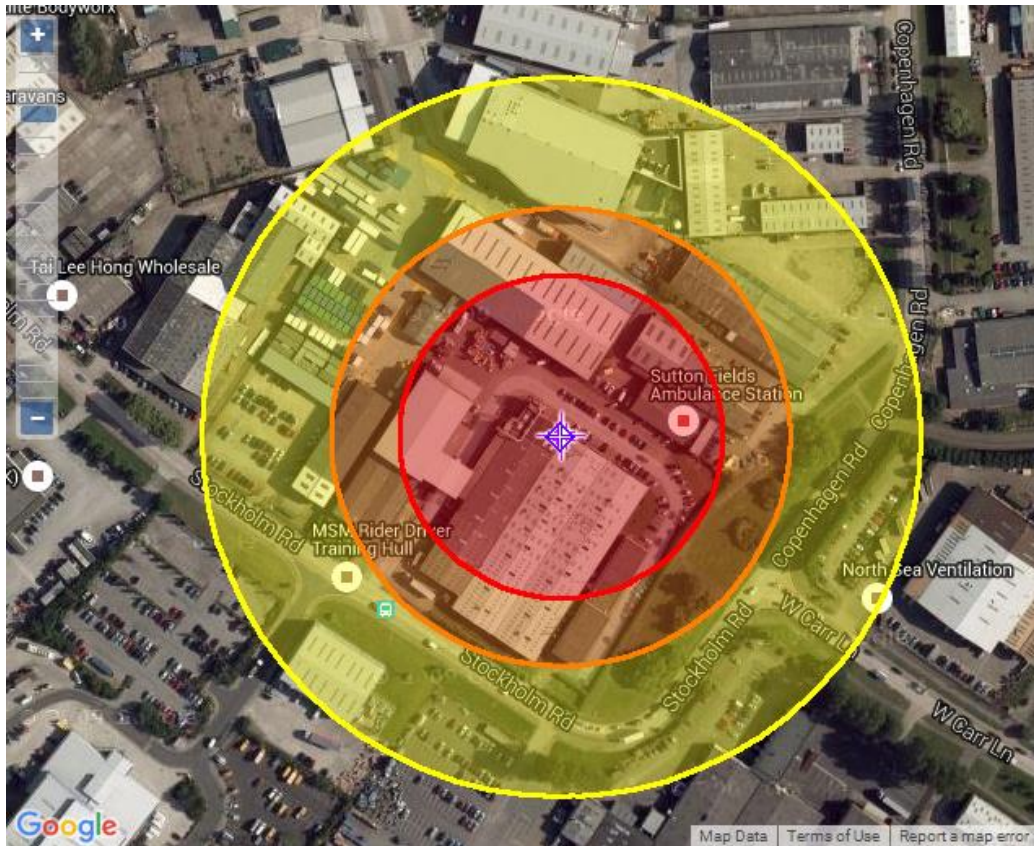 Bodyworx
aravans
Copenhagen Rd
Tai Lee Hong Wholesale
Copenhagen Rd
Sutton Fields
Ambulance Station
Copenhagen Rd
Stockholm Rd
MSM Rider Driver
Training Hull
North Sea Ventilation
W Carr Ln
Stockholm Rd
Stockholm Rd
W Carr Ln
Google
Map Data
Terms of Use
Report a map error